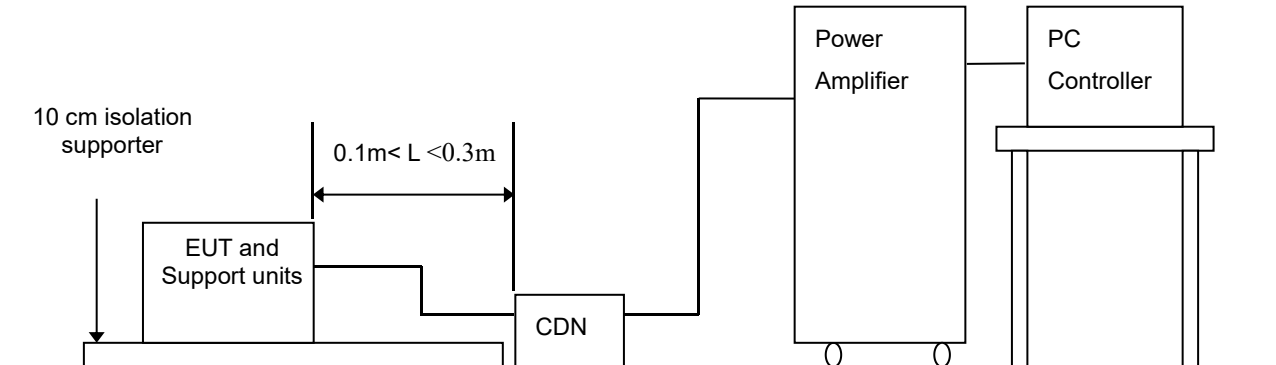 Power
Amplifier
PC
Controller
10 cm isolation
supporter
0.1m< L <0.3m
EUT and
Support units
CDN